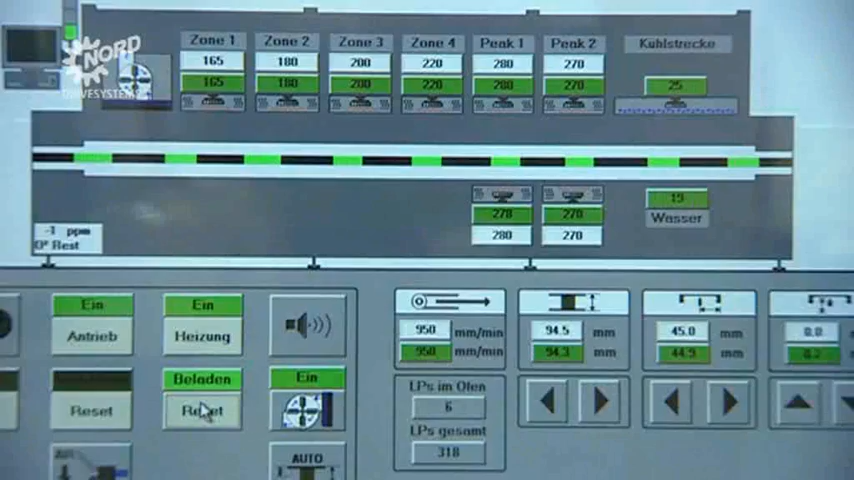 NORD
DRIVESYSTEMS
Zone 1 Zone 2 Zone 3 Zone 4 Peak 1 Peak 2 Kühlstrecke
165 180 200 220 280 270
165 180 200 220 280 270 25
278 270 19
280 270 Wasser
-1 ppm
O² Rest
Ein Ein
Antrieb Heizung
950 mm/min 94.5 mm 45.0 mm 0.0
950 mm/min 94.3 mm 44.9 mm 0.2
Beladen Ein
Reset Reset
LPs im Ofen
6
LPs gesamt
318
AUTO